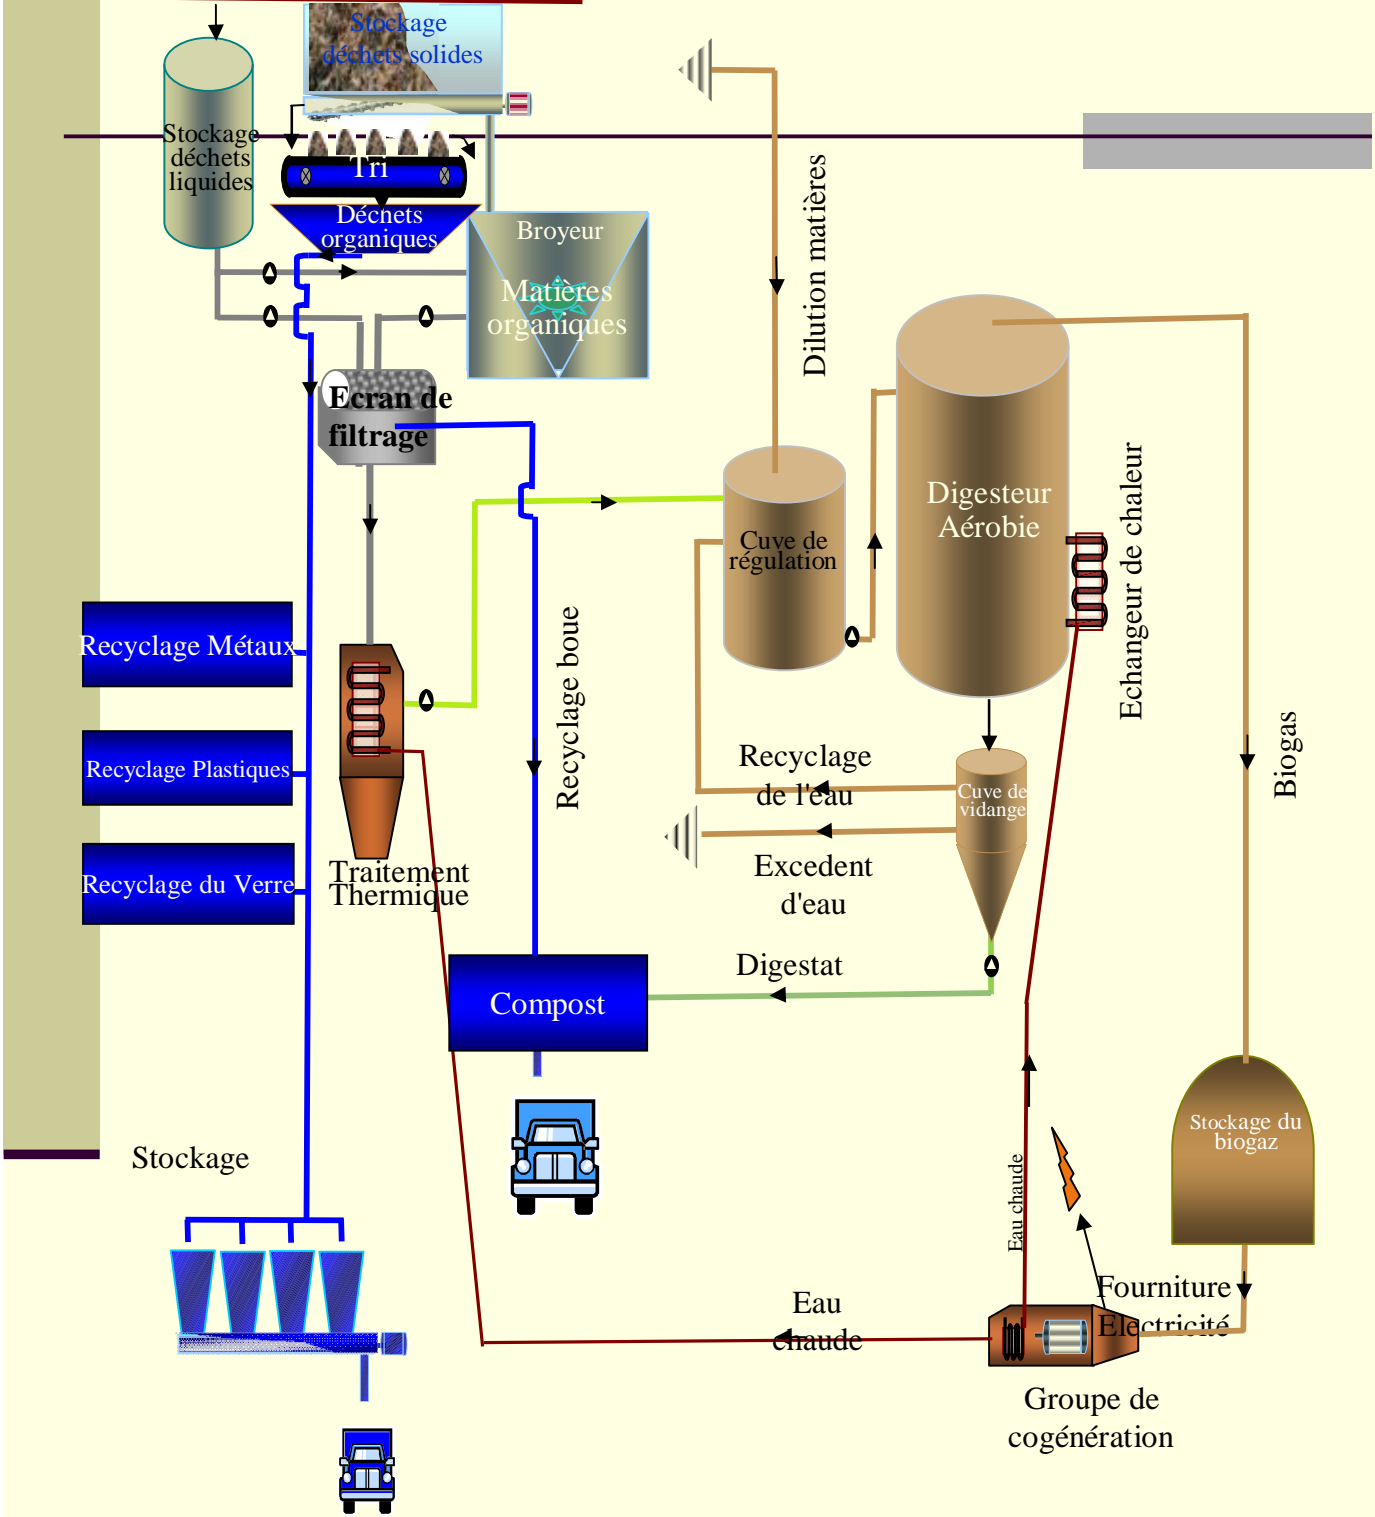 Stockage
déchets solides
Stockage
déchets
liquides
Tri
Déchets
organiques
Broyeur
Matières
organiques
Dilution matières
Ecran de
filtrage
Digesteur
Aérobie
Echangeur de chaleur
Cuve de
régulation
Recyclage Métaux
Recyclage boue
Recyclage Plastiques
Recyclage
de l'eau
Cuve de
vidange
Biogas
Recyclage du Verre
Traitement
Thermique
Excedent
d'eau
Digestat
Compost
Stockage du
biogaz
Stockage
Eau chaude
Fourniture
Electricité
Eau
chaude
Groupe de
cogénération